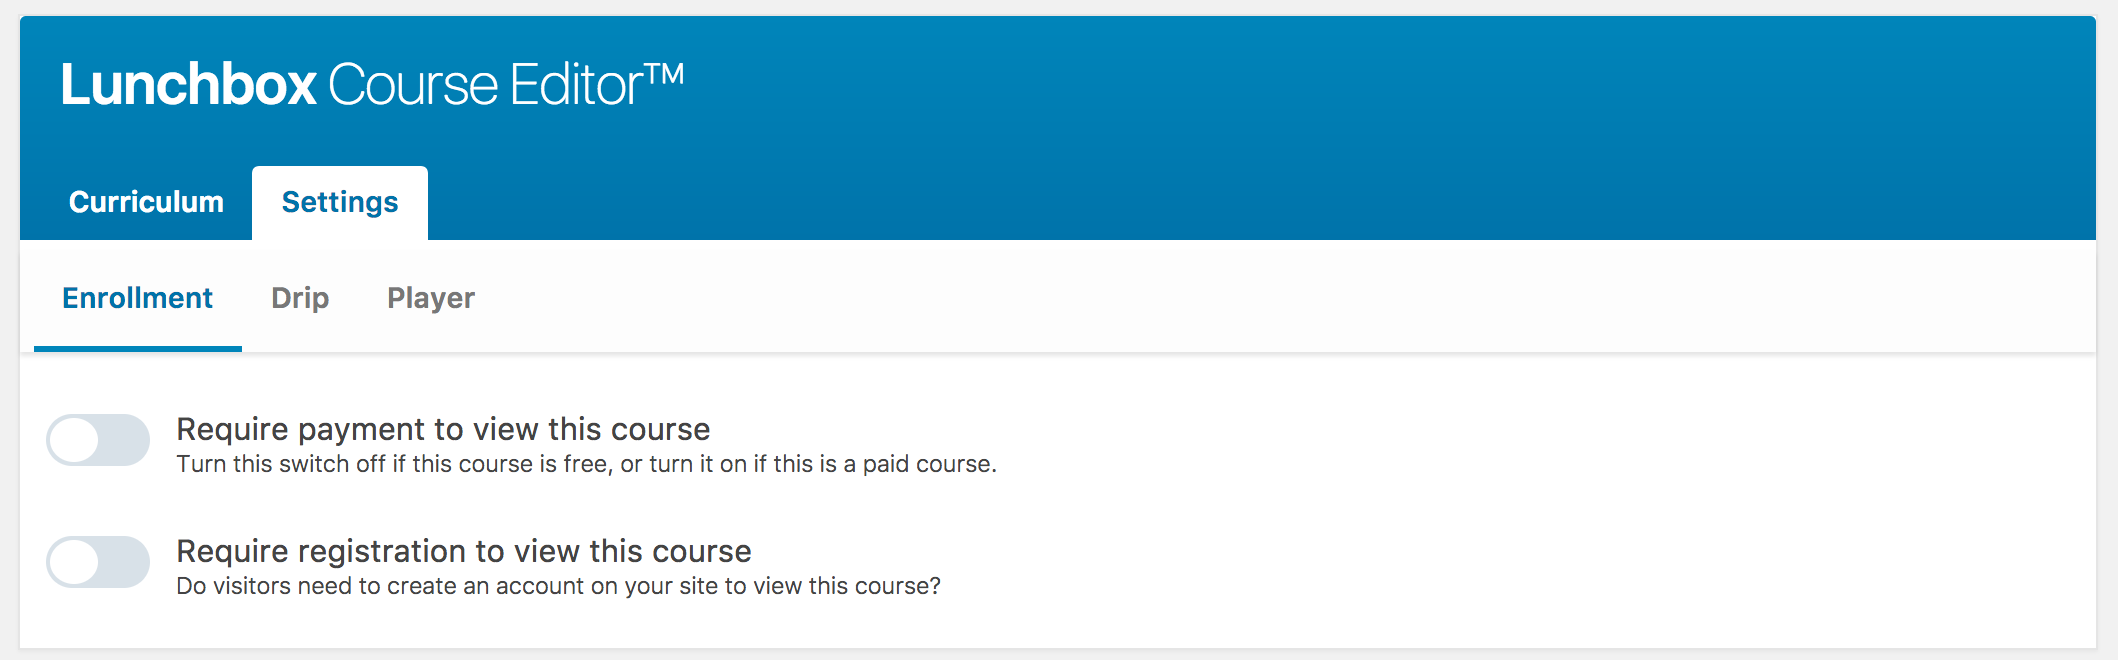 Lunchbox Course Editor™
Curriculum Settings
Enrollment Drip Player
Require payment to view this course
Turn this switch off if this course is free, or turn it on if this is a paid course.
Require registration to view this course
Do visitors need to create an account on your site to view this course?